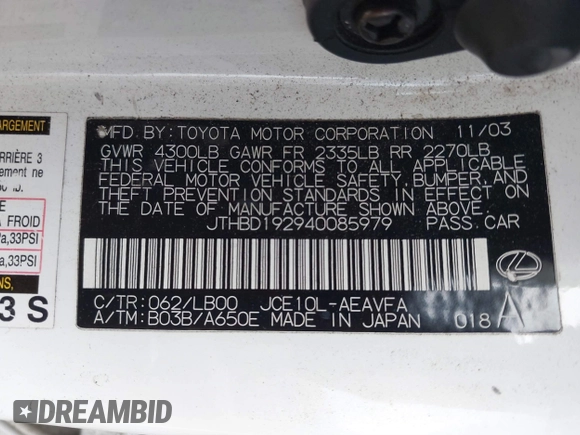 ARGEMENT
RRIÈRE 3
ement ne
A FROID
a,33PSI
a,33PSI
3 S
MFD. BY: TOYOTA MOTOR CORPORATION 11/03
GVWR 4300LB GAWR FR 2335LB RR 2270LB
THIS VEHICLE CONFORMS TO ALL APPLICABLE
FEDERAL MOTOR VEHICLE SAFETY, BUMPER, AND
THEFT PREVENTION STANDARDS IN EFFECT ON
THE DATE OF MANUFACTURE SHOWN ABOVE.
JTHBD192940085979 PASS. CAR
C/TR: 062/LB00 JCE10L-AEAVFA
A/TM: B03B/A650E MADE IN JAPAN 018 A
DREAMBID